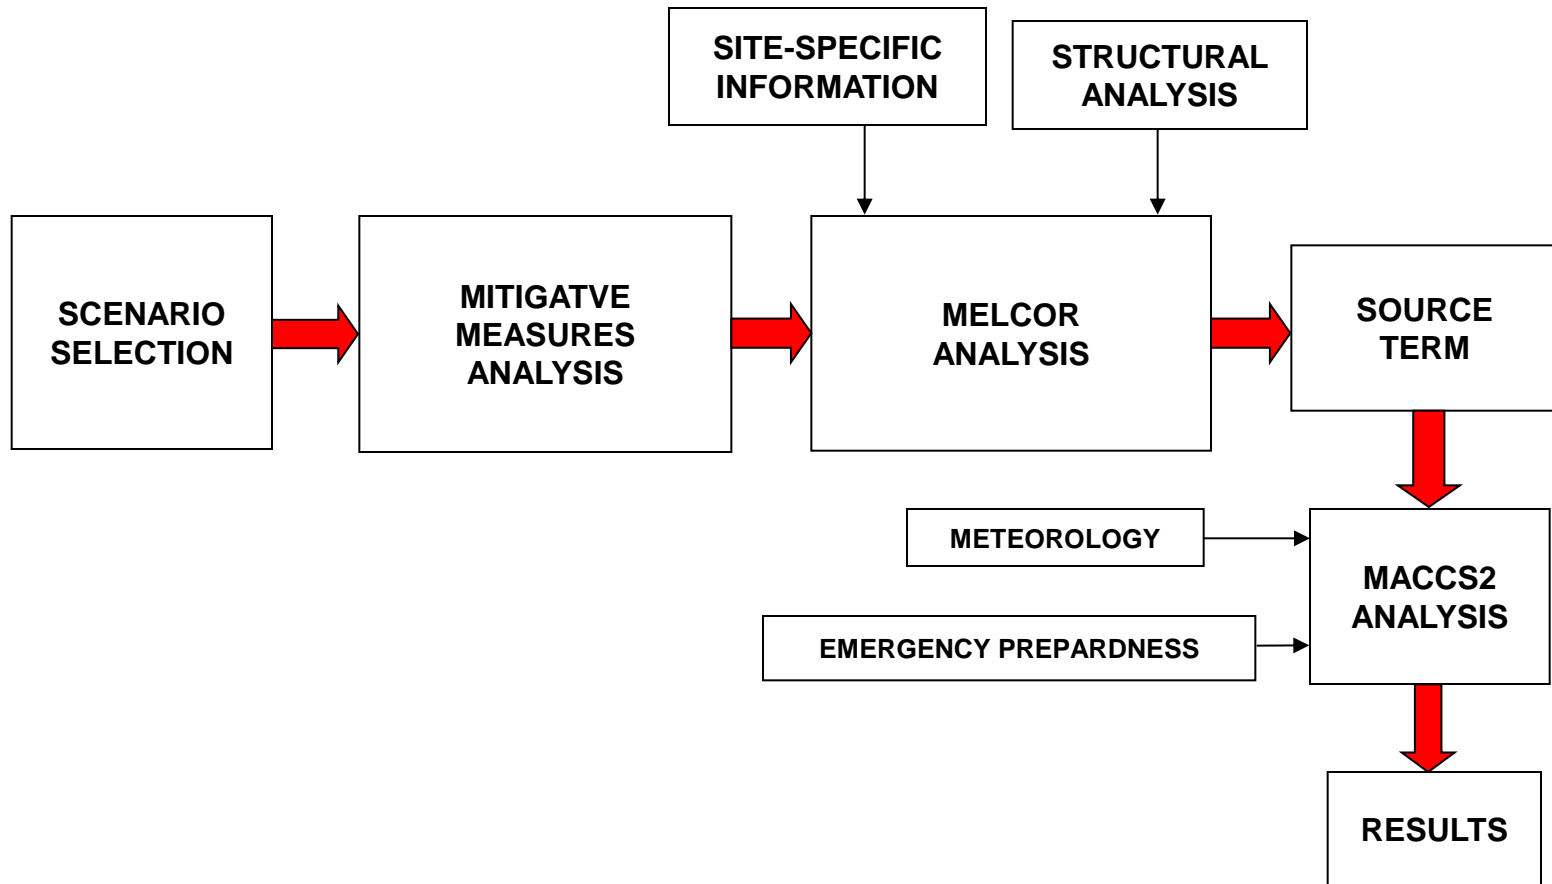 SITE-SPECIFIC
INFORMATION
STRUCTURAL
ANALYSIS
SCENARIO
SELECTION
MITIGATVE
MEASURES
ANALYSIS
MELCOR
ANALYSIS
SOURCE
TERM
METEOROLOGY
EMERGENCY PREPARDNESS
MACCS2
ANALYSIS
RESULTS